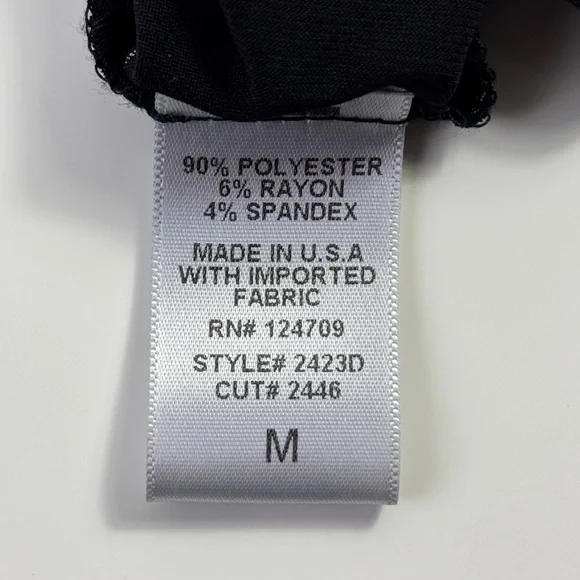 90% POLYESTER
6% RAYON
4% SPANDEX
MADE IN U.S.A
WITH IMPORTED
FABRIC
RN# 124709
STYLE# 2423D
CUT# 2446
M